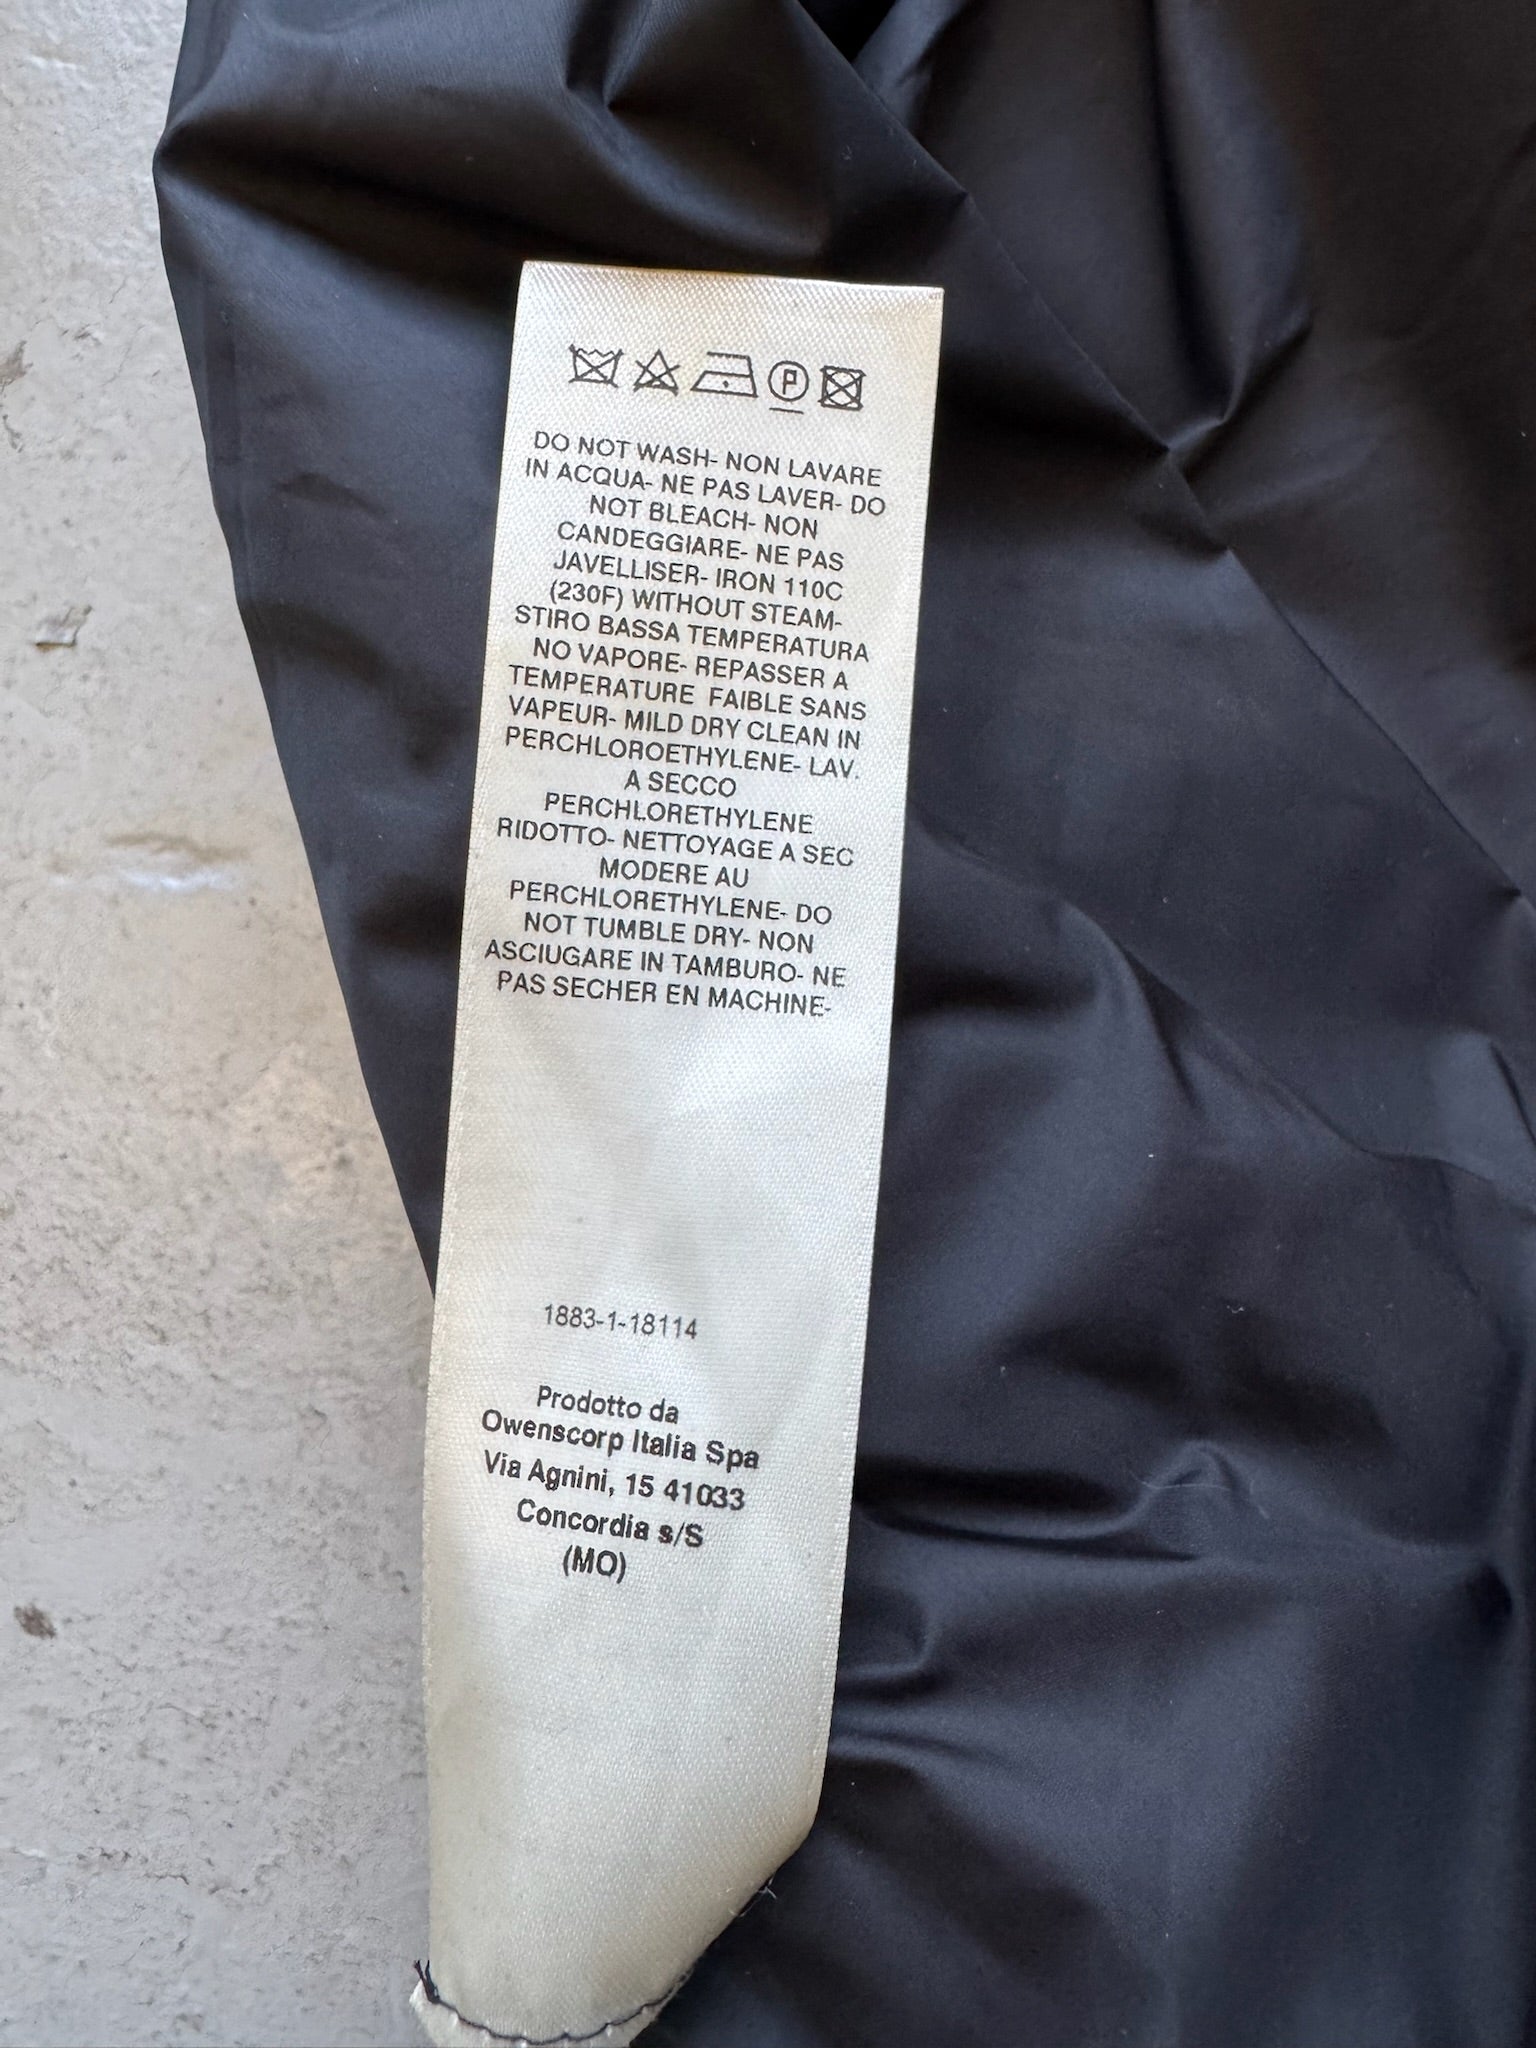 P
DO NOT WASH- NON LAVARE
IN ACQUA- NE PAS LAVER- DO
NOT BLEACH- NON
CANDEGGIARE- NE PAS
JAVELLISER- IRON 110C
(230F) WITHOUT STEAM-
STIRO BASSA TEMPERATURA
NO VAPORE- REPASSER A
TEMPERATURE FAIBLE SANS
VAPEUR- MILD DRY CLEAN IN
PERCHLOROETHYLENE- LAV.
A SECCO
PERCHLORETHYLENE
RIDOTTO- NETTOYAGE A SEC
MODERE AU
PERCHLORETHYLENE- DO
NOT TUMBLE DRY- NON
ASCIUGARE IN TAMBURO- NE
PAS SECHER EN MACHINE-
1883-1-18114
Prodotto da
Owenscorp Italia Spa
Via Agnini, 15 41033
Concordia s/S
(MO)